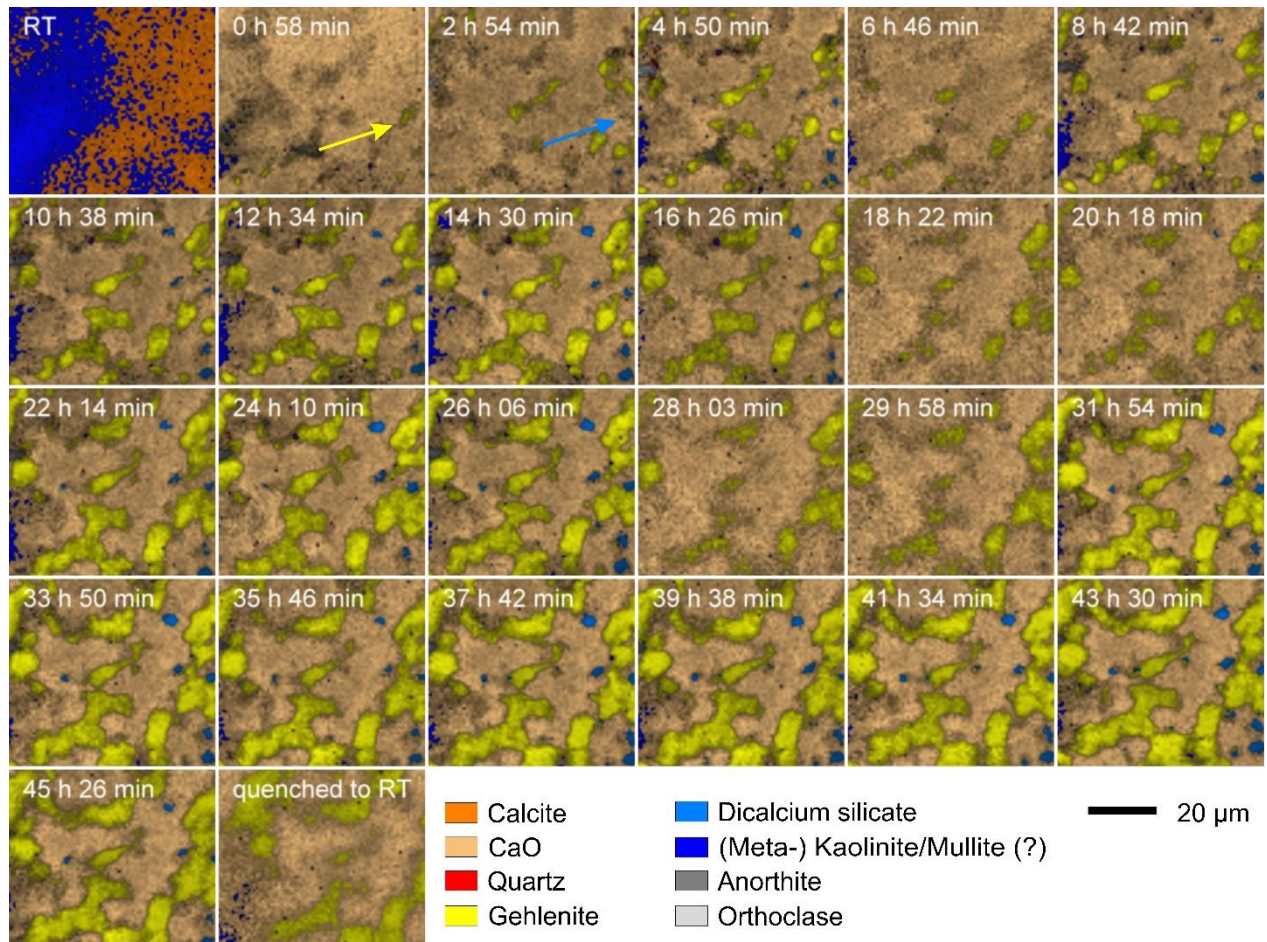 RT
0 h 58 min
2 h 54 min
4 h 50 min
6 h 46 min
8 h 42 min
10 h 38 min
12 h 34 min
14 h 30 min
16 h 26 min
18 h 22 min
20 h 18 min
22 h 14 min
24 h 10 min
26 h 06 min
28 h 03 min
29 h 58 min
31 h 54 min
33 h 50 min
35 h 46 min
37 h 42 min
39 h 38 min
41 h 34 min
43 h 30 min
45 h 26 min
quenched to RT
Calcite
CaO
Quartz
Gehlenite
Dicalcium silicate
(Meta-) Kaolinite/Mullite (?)
Anorthite
Orthoclase
20 µm